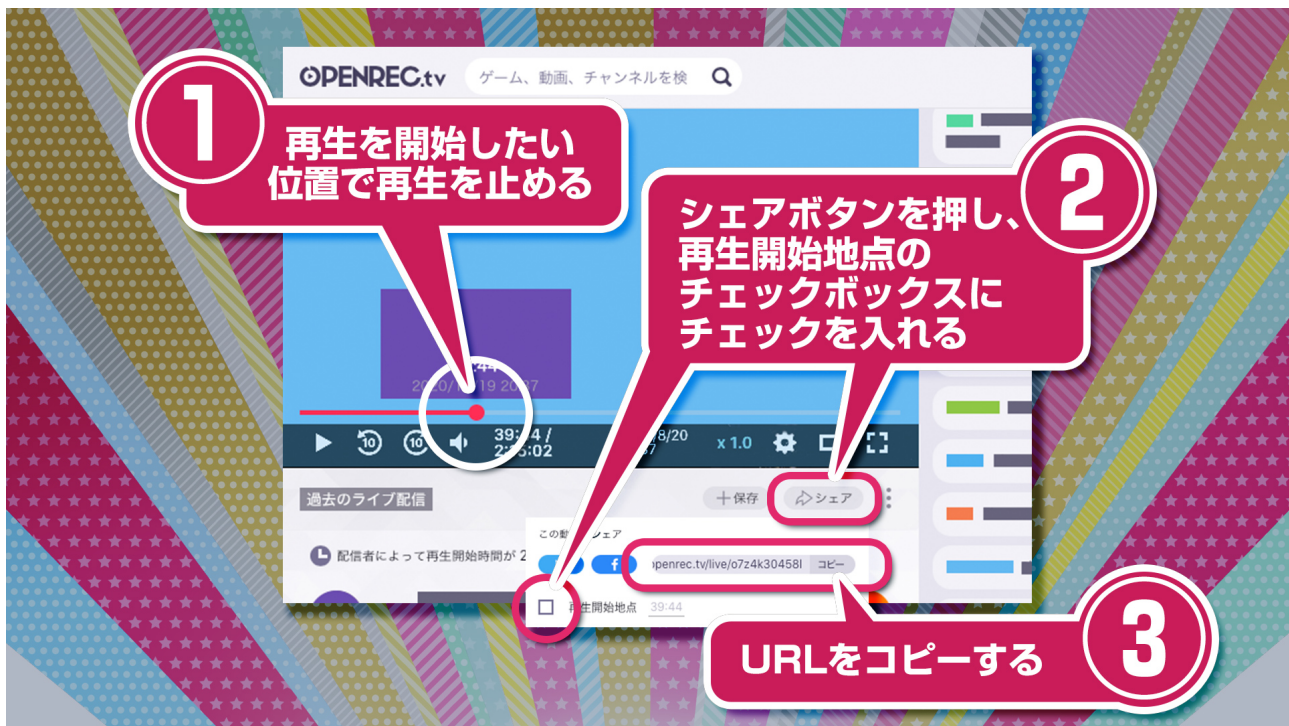 OPENREC.tv
ゲーム、動画、チャンネルを検
1
再生を開始したい
位置で再生を止める
2
シェアボタンを押し、
再生開始地点の
チェックボックスに
チェックを入れる
10
10
x 1.0
過去のライブ配信
+保存
シェア
配信者によって再生開始時間が 2
コピー
再生開始地点 39:44
3
URLをコピーする